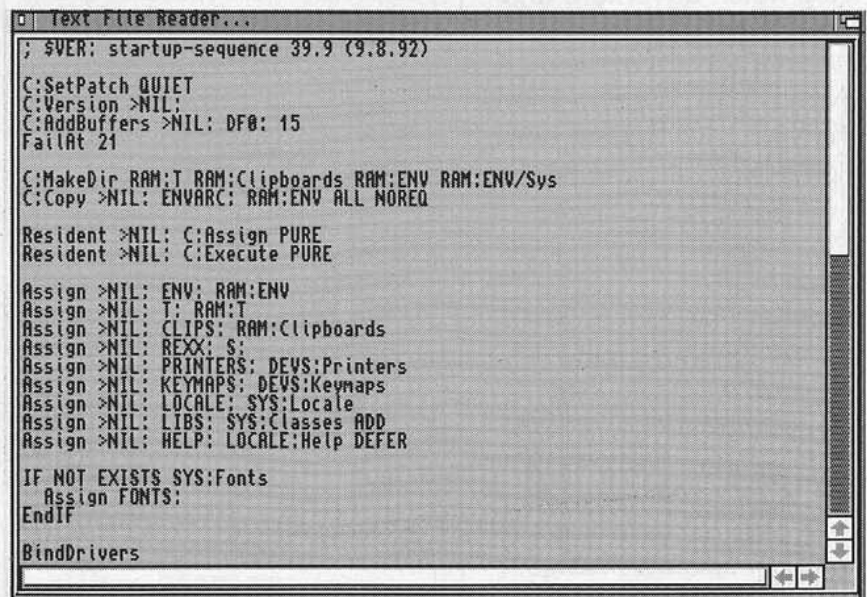 Text File Reader...
; $VER: startup-sequence 39.9 (9.8.92)
C:SetPatch QUIET
C:Version >NIL:
C:AddBuffers >NIL: DF0: 15
FailAt 21
C:MakeDir RAM:T RAM:Clipboards RAM:ENV RAM:ENV/Sys
C:Copy >NIL: ENVARC: RAM:ENV ALL NOREQ
Resident >NIL: C:Assign PURE
Resident >NIL: C:Execute PURE
Assign >NIL: ENV: RAM:ENV
Assign >NIL: T: RAM:T
Assign >NIL: CLIPS: RAM:Clipboards
Assign >NIL: REXX: S:
Assign >NIL: PRINTERS: DEVS:Printers
Assign >NIL: KEYMAPS: DEVS:Keymaps
Assign >NIL: LOCALE: SYS:Locale
Assign >NIL: LIBS: SYS:Classes ADD
Assign >NIL: HELP: LOCALE:Help DEFER
IF NOT EXISTS SYS:Fonts
Assign FONTS:
EndIF
BindDrivers